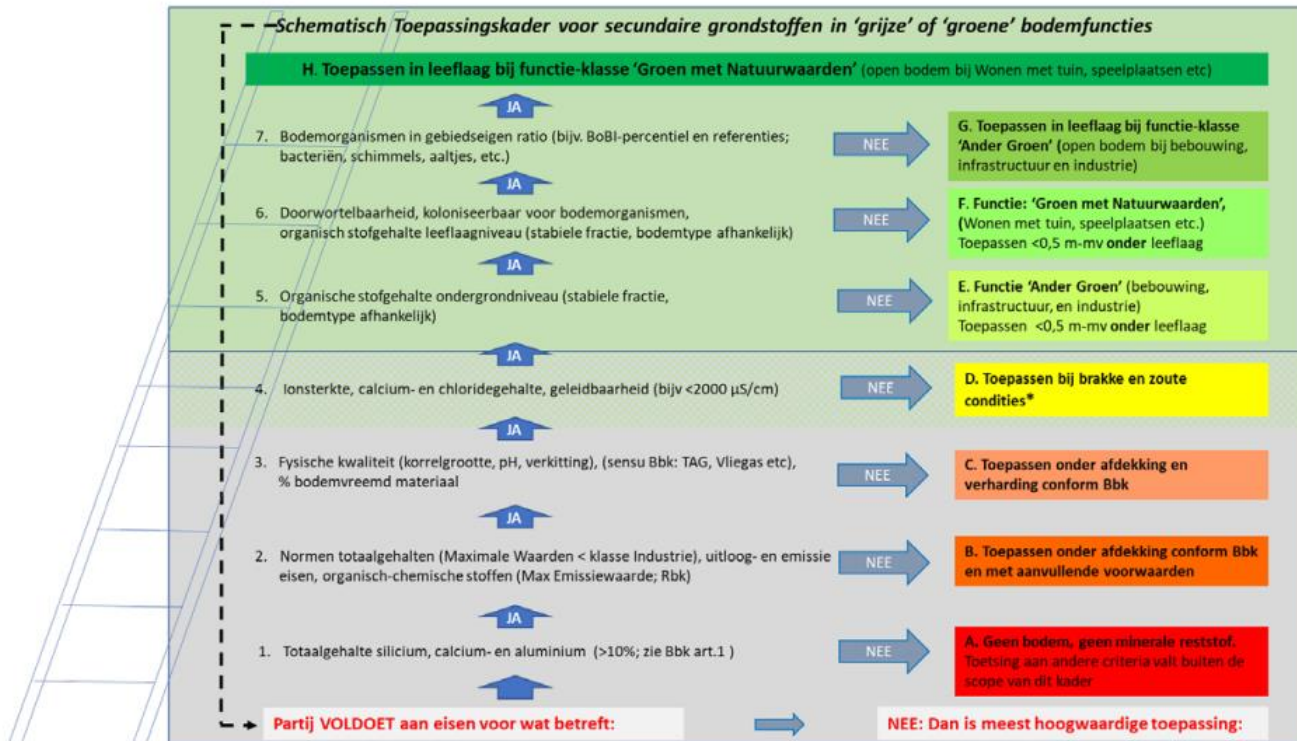 Schematisch Toepassingskader voor secundaire grondstoffen in ‘grijze’ of ‘groene’ bodemfuncties
H. Toepassen in leeflaag bij functie-klasse ‘Groen met Natuurwaarden’ (open bodem bij Wonen met tuin, speelplaatsen etc)
JA
7. Bodemorganismen in gebiedseigen ratio (bijv. BoBI-percentiel en referenties;
bacteriën, schimmels, aaltjes, etc.)
NEE
G. Toepassen in leeflaag bij functie-klasse
‘Ander Groen’ (open bodem bij bebouwing,
infrastructuur en industrie)
JA
6. Doorwortelbaarheid, koloniseerbaar voor bodemorganismen,
organisch stofgehalte leeflaagniveau (stabiele fractie, bodemtype afhankelijk)
NEE
F. Functie: ‘Groen met Natuurwaarden’,
(Wonen met tuin, speelplaatsen etc.)
Toepassen <0,5 m-mv onder leeflaag
JA
5. Organische stofgehalte ondergrondniveau (stabiele fractie,
bodemtype afhankelijk)
NEE
E. Functie ‘Ander Groen’ (bebouwing,
infrastructuur, en industrie)
Toepassen <0,5 m-mv onder leeflaag
JA
4. Ionsterkte, calcium- en chloridegehalte, geleidbaarheid (bijv <2000 µS/cm)
NEE
D. Toepassen bij brakke en zoute
condities*
JA
3. Fysische kwaliteit (korrelgrootte, pH, verkitting), (sensu Bbk: TAG, Vliegas etc),
% bodemvreemd materiaal
NEE
C. Toepassen onder afdekking en
verharding conform Bbk
JA
2. Normen totaalgehalten (Maximale Waarden < klasse Industrie), uitloog- en emissie
eisen, organisch-chemische stoffen (Max Emissiewaarde; Rbk)
NEE
B. Toepassen onder afdekking conform Bbk
en met aanvullende voorwaarden
JA
1. Totaalgehalte silicium, calcium- en aluminium (>10%; zie Bbk art.1 )
NEE
A. Geen bodem, geen minerale reststof.
Toetsing aan andere criteria valt buiten de
scope van dit kader
Partij VOLDOET aan eisen voor wat betreft:
NEE: Dan is meest hoogwaardige toepassing: